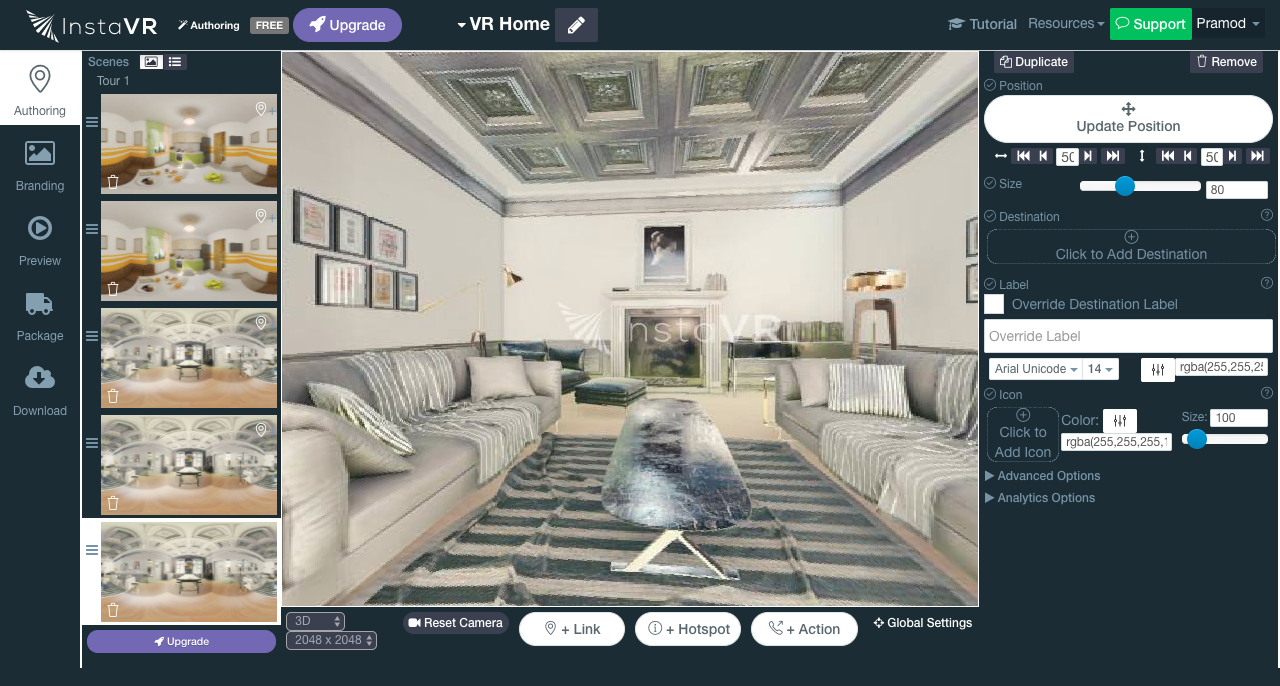 InstaVR
Authoring
FREE
Upgrade
VR Home
Tutorial
Resources
Support
Pramod
Authoring
Branding
Preview
Package
Download
Scenes
Tour 1
Upgrade
InstaVR
3D
2048 x 2048
Reset Camera
+ Link
+ Hotspot
+ Action
Global Settings
Duplicate
Remove
Position
Update Position
50
50
Size
80
Destination
Click to Add Destination
Label
Override Destination Label
Override Label
Arial Unicode
14
rgba(255,255,25
Icon
Click to
Add Icon
Color:
rgba(255,255,255,1
Size:
100
Advanced Options
Analytics Options